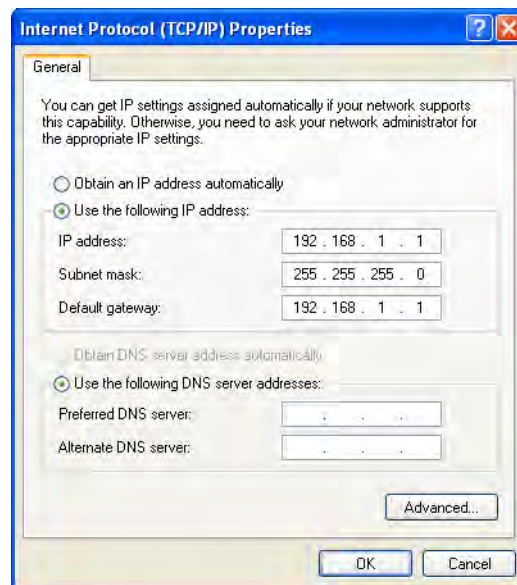 Internet Protocol (TCP/IP) Properties
General
You can get IP settings assigned automatically if your network supports
this capability. Otherwise, you need to ask your network administrator for
the appropriate IP settings.
Obtain an IP address automatically
Use the following IP address:
IP address: 192 . 168 . 1 . 1
Subnet mask: 255 . 255 . 255 . 0
Default gateway: 192 . 168 . 1 . 1
Obtain DNS server address automatically
Use the following DNS server addresses:
Preferred DNS server: . . .
Alternate DNS server: . . .
Advanced...
OK Cancel